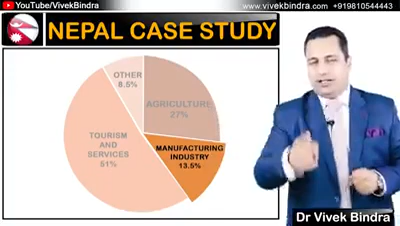 YouTube/VivekBindra
www.vivekbindra.com +919810544443
NEPAL CASE STUDY
OTHER
8.5%
AGRICULTURE
27%
TOURISM
AND
SERVICES
51%
MANUFACTURING
INDUSTRY
13.5%
Dr Vivek Bindra